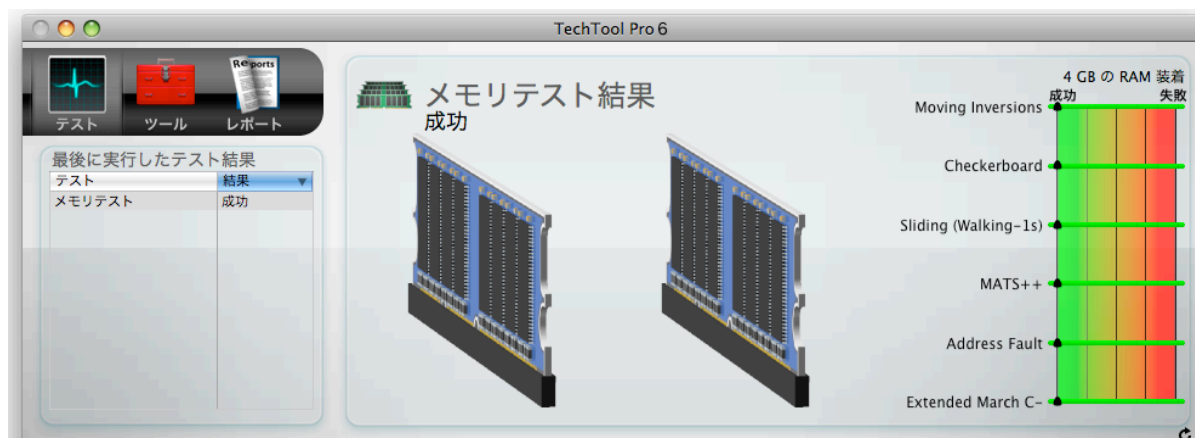 TechTool Pro 6
Reports
テスト
ツール
レポート
最後に実行したテスト結果
テスト
結果
メモリテスト
成功
メモリテスト結果
成功
4 GB の RAM 装着
成功
失敗
Moving Inversions
Checkerboard
Sliding (Walking-1s)
MATS++
Address Fault
Extended March C-